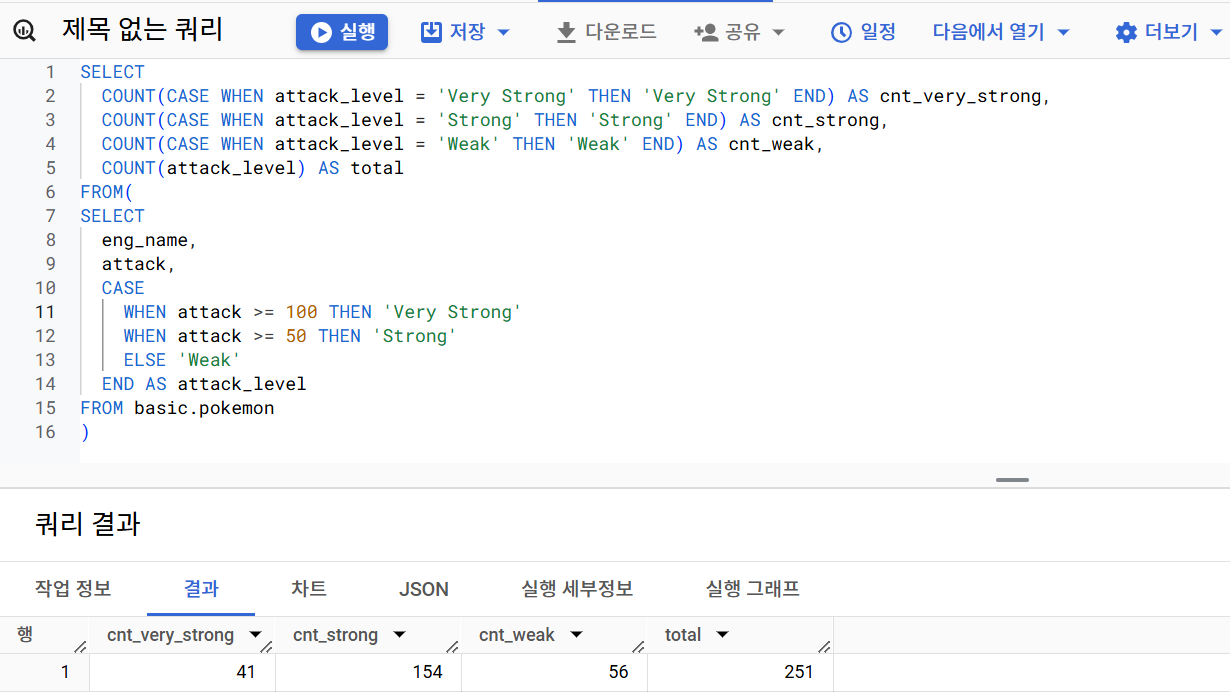 제목 없는 쿼리 실행 저장 다운로드 공유 일정 다음에서 열기 더보기
1 SELECT
2 COUNT(CASE WHEN attack_level = 'Very Strong' THEN 'Very Strong' END) AS cnt_very_strong,
3 COUNT(CASE WHEN attack_level = 'Strong' THEN 'Strong' END) AS cnt_strong,
4 COUNT(CASE WHEN attack_level = 'Weak' THEN 'Weak' END) AS cnt_weak,
5 COUNT(attack_level) AS total
6 FROM(
7 SELECT
8 eng_name,
9 attack,
10 CASE
11 WHEN attack >= 100 THEN 'Very Strong'
12 WHEN attack >= 50 THEN 'Strong'
13 ELSE 'Weak'
14 END AS attack_level
15 FROM basic.pokemon
16 )
쿼리 결과
작업 정보 결과 차트 JSON 실행 세부정보 실행 그래프
행 cnt_very_strong cnt_strong cnt_weak total
1 41 154 56 251